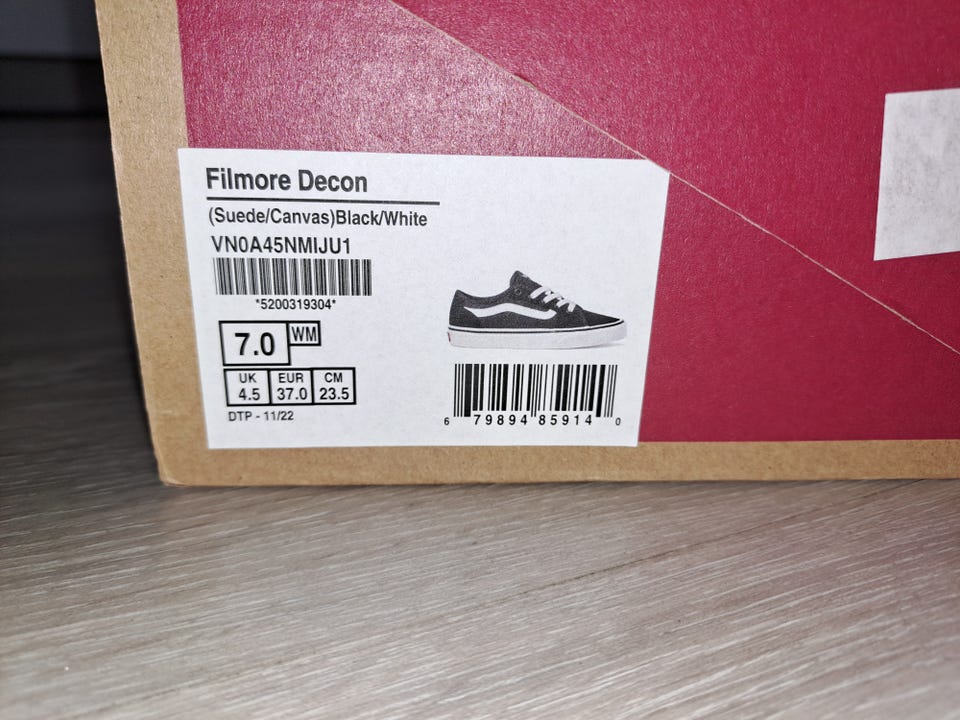 Filmore Decon
(Suede/Canvas)Black/White
VN0A45NMIJU1
*5200319304*
7.0 WM
UK EUR CM
4.5 37.0 23.5
DTP - 11/22
6 79894 85914 0